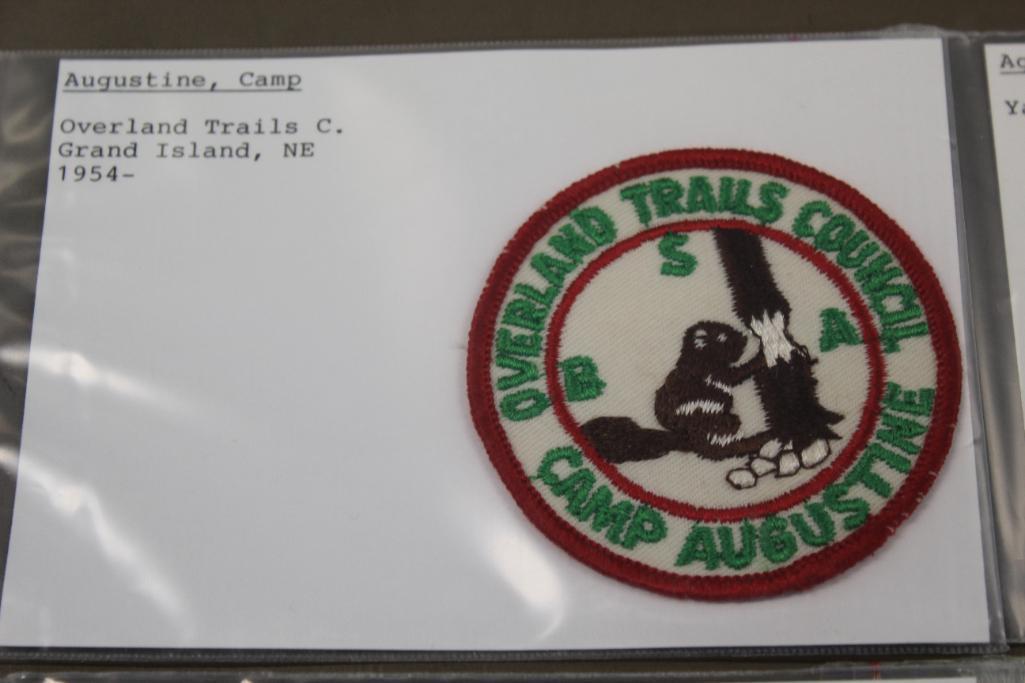 Augustine, Camp
Overland Trails C.
Grand Island, NE
1954-
OVERLAND TRAILS COUNCIL
B S A
CAMP AUGUSTINE